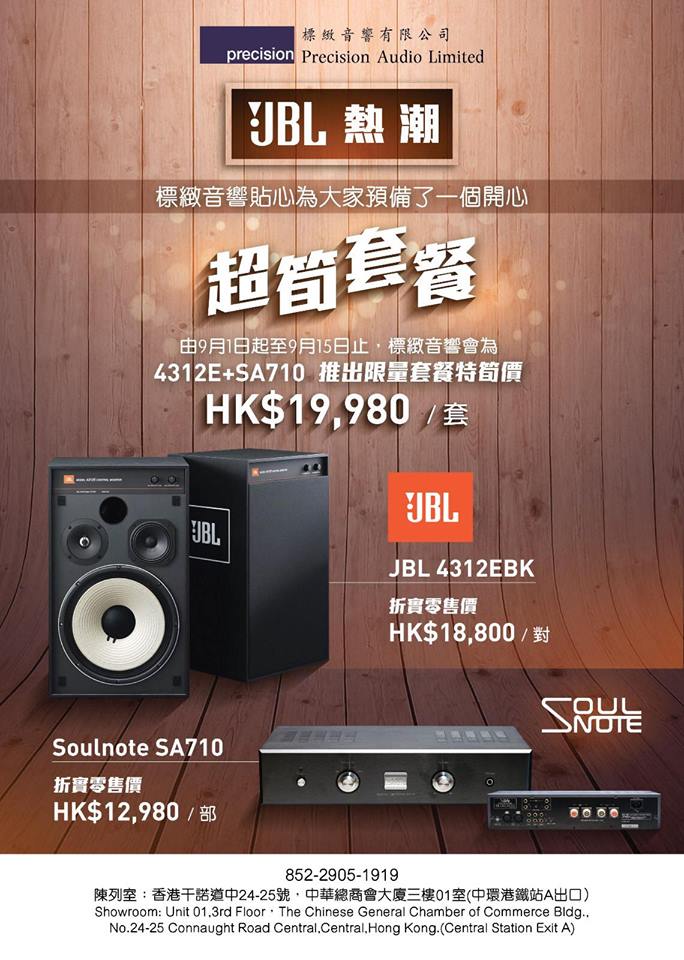 標緻音響有限公司
precision Precision Audio Limited
JBL 熱潮
標緻音響貼心為大家預備了一個開心
超筍套餐
由9月1日起至9月15日止，標緻音響會為
4312E+SA710 推出限量套餐特筍價
HK$19,980 /套
JBL
JBL
JBL 4312EBK
折實零售價
HK$18,800 / 對
SOUL
NOTE
Soulnote SA710
折實零售價
HK$12,980 / 部
852-2905-1919
陳列室：香港干諾道中24-25號，中華總商會大廈三樓01室(中環港鐵站A出口)
Showroom: Unit 01,3rd Floor，The Chinese General Chamber of Commerce Bldg.,
No.24-25 Connaught Road Central,Central,Hong Kong.(Central Station Exit A)